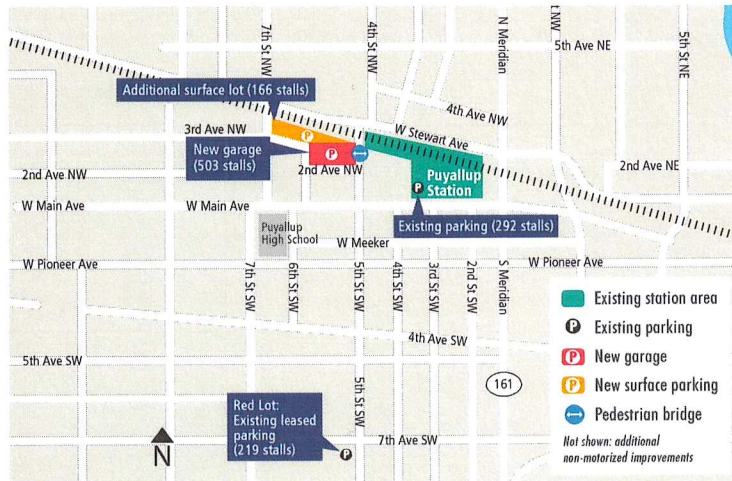 7th St NW
4th St NW
N Meridian
t NW
5th St NE
5th Ave NE
Additional surface lot (166 stalls)
4th Ave NW
3rd Ave NW
W Stewart Ave
New garage
(503 stalls)
2nd Ave NW
2nd Ave NW
2nd Ave NE
Puyallup
Station
W Main Ave
W Main Ave
Existing parking (292 stalls)
Puyallup
High School
W Meeker
W Pioneer Ave
W Pioneer Ave
7th St SW
6th St SW
5th St SW
4th St SW
3rd St SW
2nd St SW
S Meridian
4th Ave SW
5th Ave SW
5th St SW
161
Red Lot:
Existing leased
parking
(219 stalls)
7th Ave SW
N
P
P
P
P
Existing station area
P Existing parking
P New garage
P New surface parking
Pedestrian bridge
Not shown: additional
non-motorized improvements